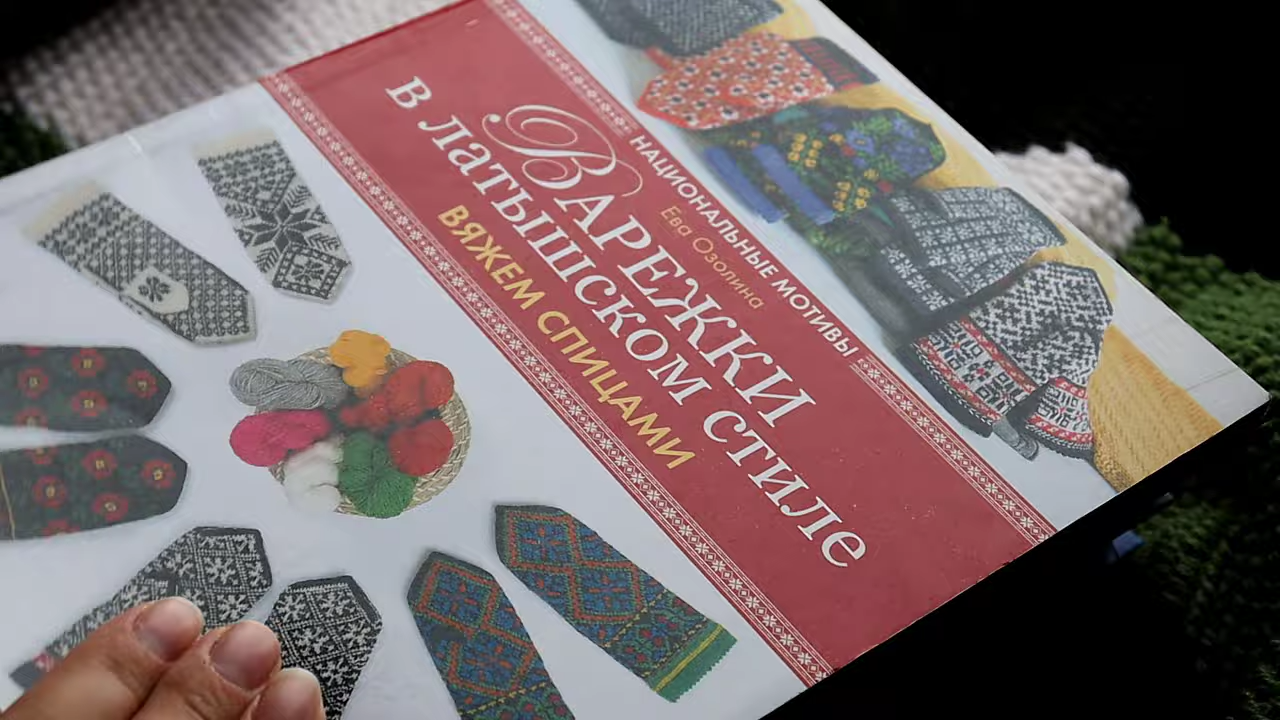 НАЦИОНАЛЬНЫЕ МОТИВЫ
Ева Озолина
ВАРЕЖКИ
В ЛАТЫШСКОМ СТИЛЕ
ВЯЖЕМ СПИЦАМИ